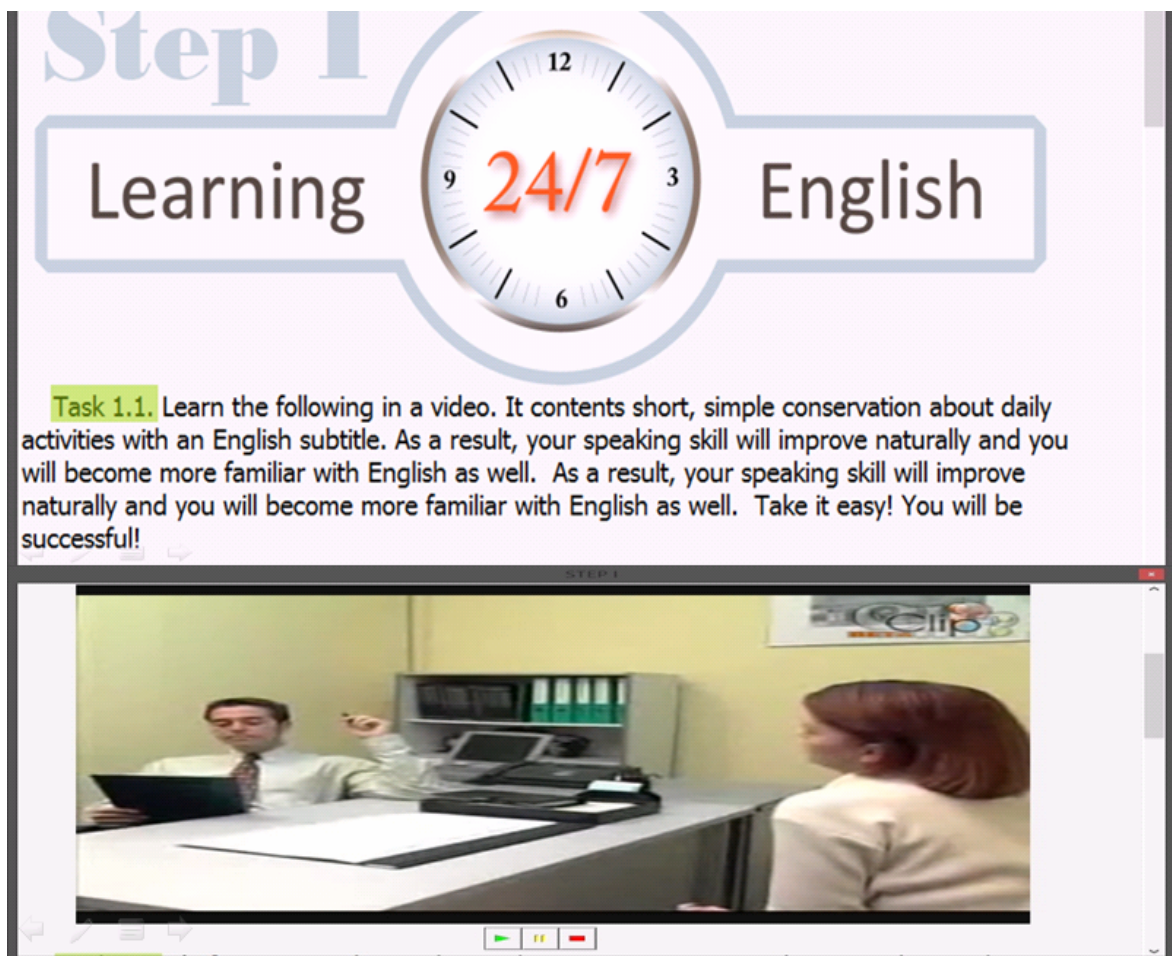 Step 1
12
Learning 24/7 English
9
3
6
Task 1.1. Learn the following in a video. It contents short, simple conservation about daily
activities with an English subtitle. As a result, your speaking skill will improve naturally and you
will become more familiar with English as well.  As a result, your speaking skill will improve
naturally and you will become more familiar with English as well.  Take it easy! You will be
successful!
STEP I
Clip
BETA